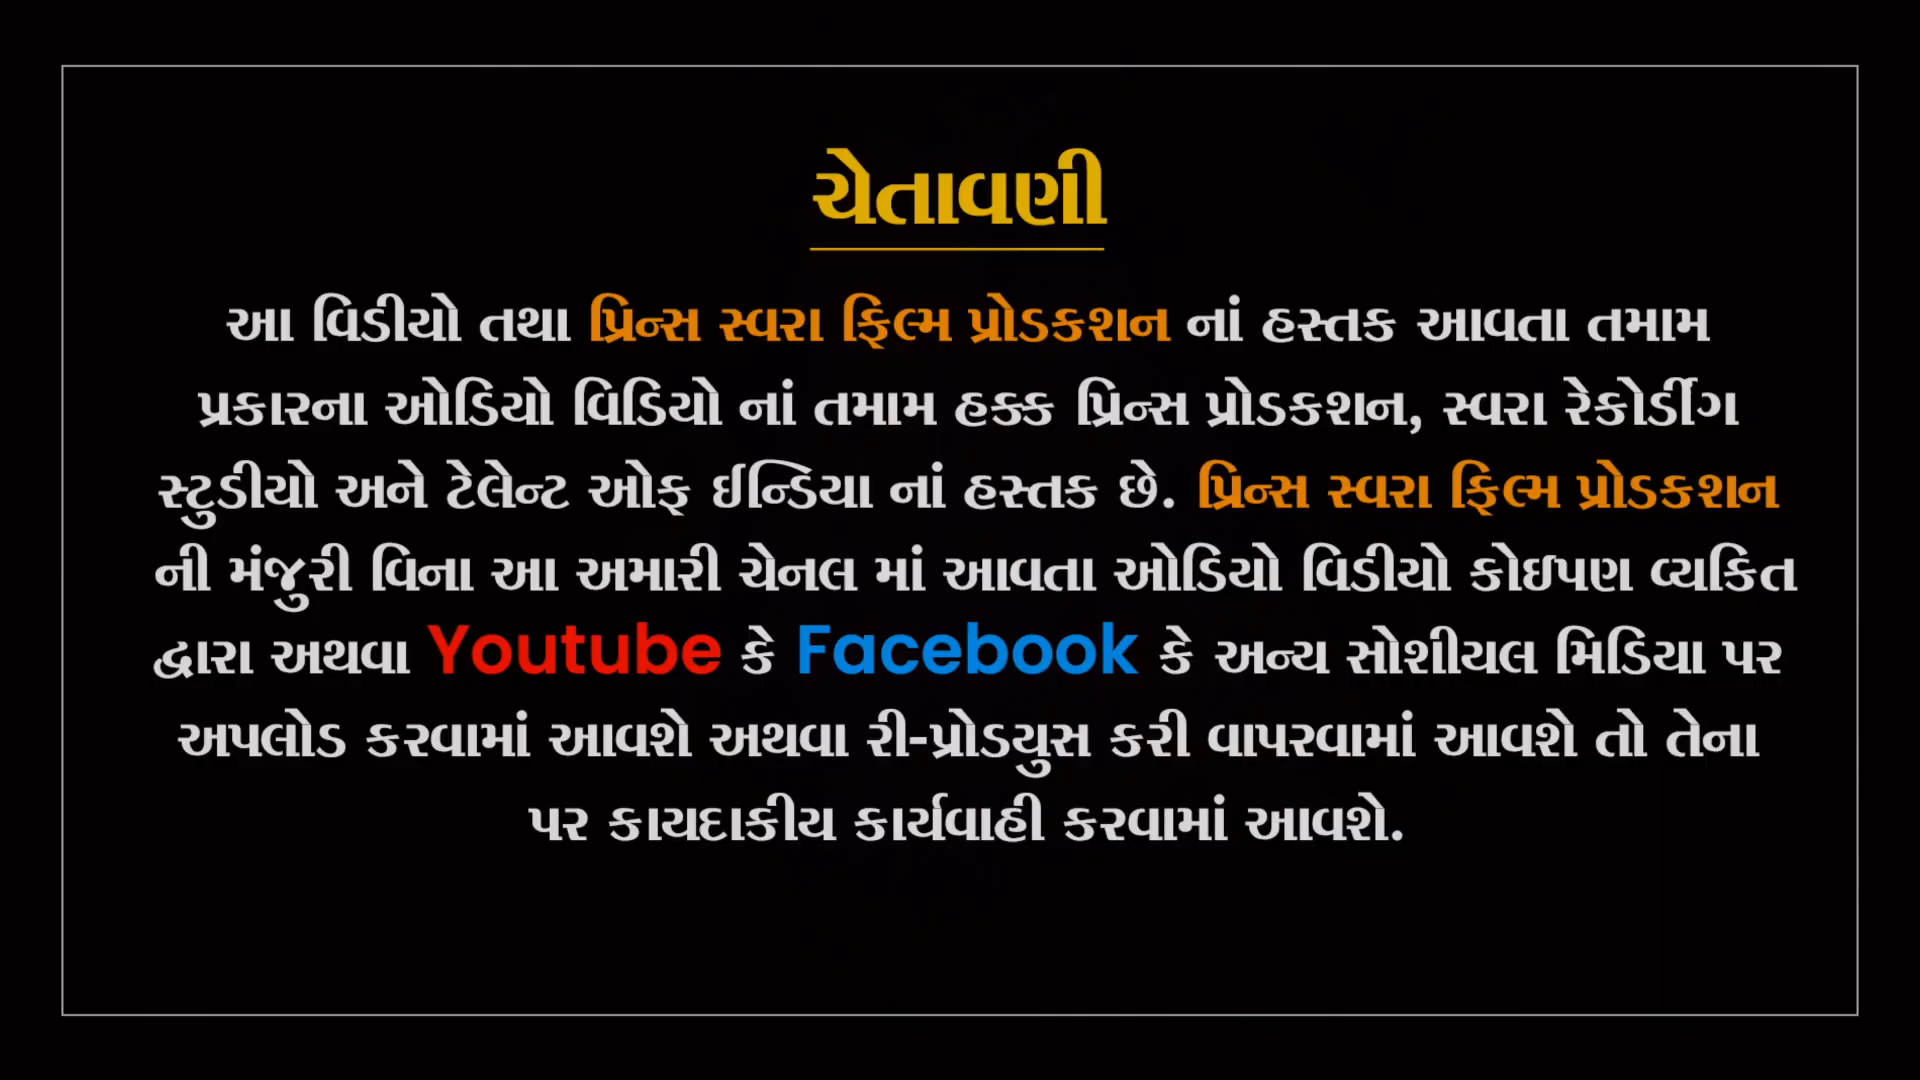 ચેતાવણી
આ વિડીયો તથા પ્રિન્સ સ્વરા ફિલ્મ પ્રોડકશન નાં હસ્તક આવતા તમામ
પ્રકારના ઓડિયો વિડિયો નાં તમામ હક્ક પ્રિન્સ પ્રોડકશન, સ્વરા રેકોર્ડીંગ
સ્ટુડીયો અને ટેલેન્ટ ઓફ ઈન્ડિયા નાં હસ્તક છે. પ્રિન્સ સ્વરા ફિલ્મ પ્રોડકશન
ની મંજુરી વિના આ અમારી ચેનલ માં આવતા ઓડિયો વિડીયો કોઇપણ વ્યકિત
દ્વારા અથવા Youtube કે Facebook કે અન્ય સોશીયલ મિડિયા પર
અપલોડ કરવામાં આવશે અથવા રી-પ્રોડયુસ કરી વાપરવામાં આવશે તો તેના
પર કાયદાકીય કાર્યવાહી કરવામાં આવશે.